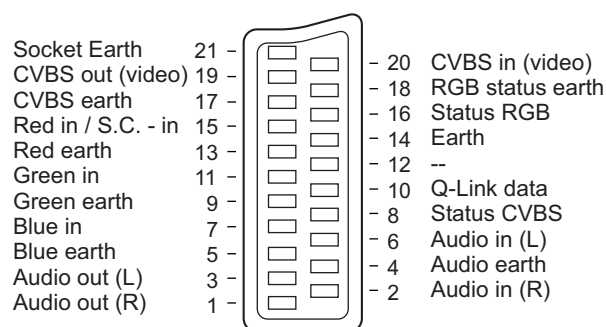 Socket Earth 21
CVBS out (video) 19
CVBS earth 17
Red in / S.C. - in 15
Red earth 13
Green in 11
Green earth 9
Blue in 7
Blue earth 5
Audio out (L) 3
Audio out (R) 1
20 CVBS in (video)
18 RGB status earth
16 Status RGB
14 Earth
12 --
10 Q-Link data
8 Status CVBS
6 Audio in (L)
4 Audio earth
2 Audio in (R)